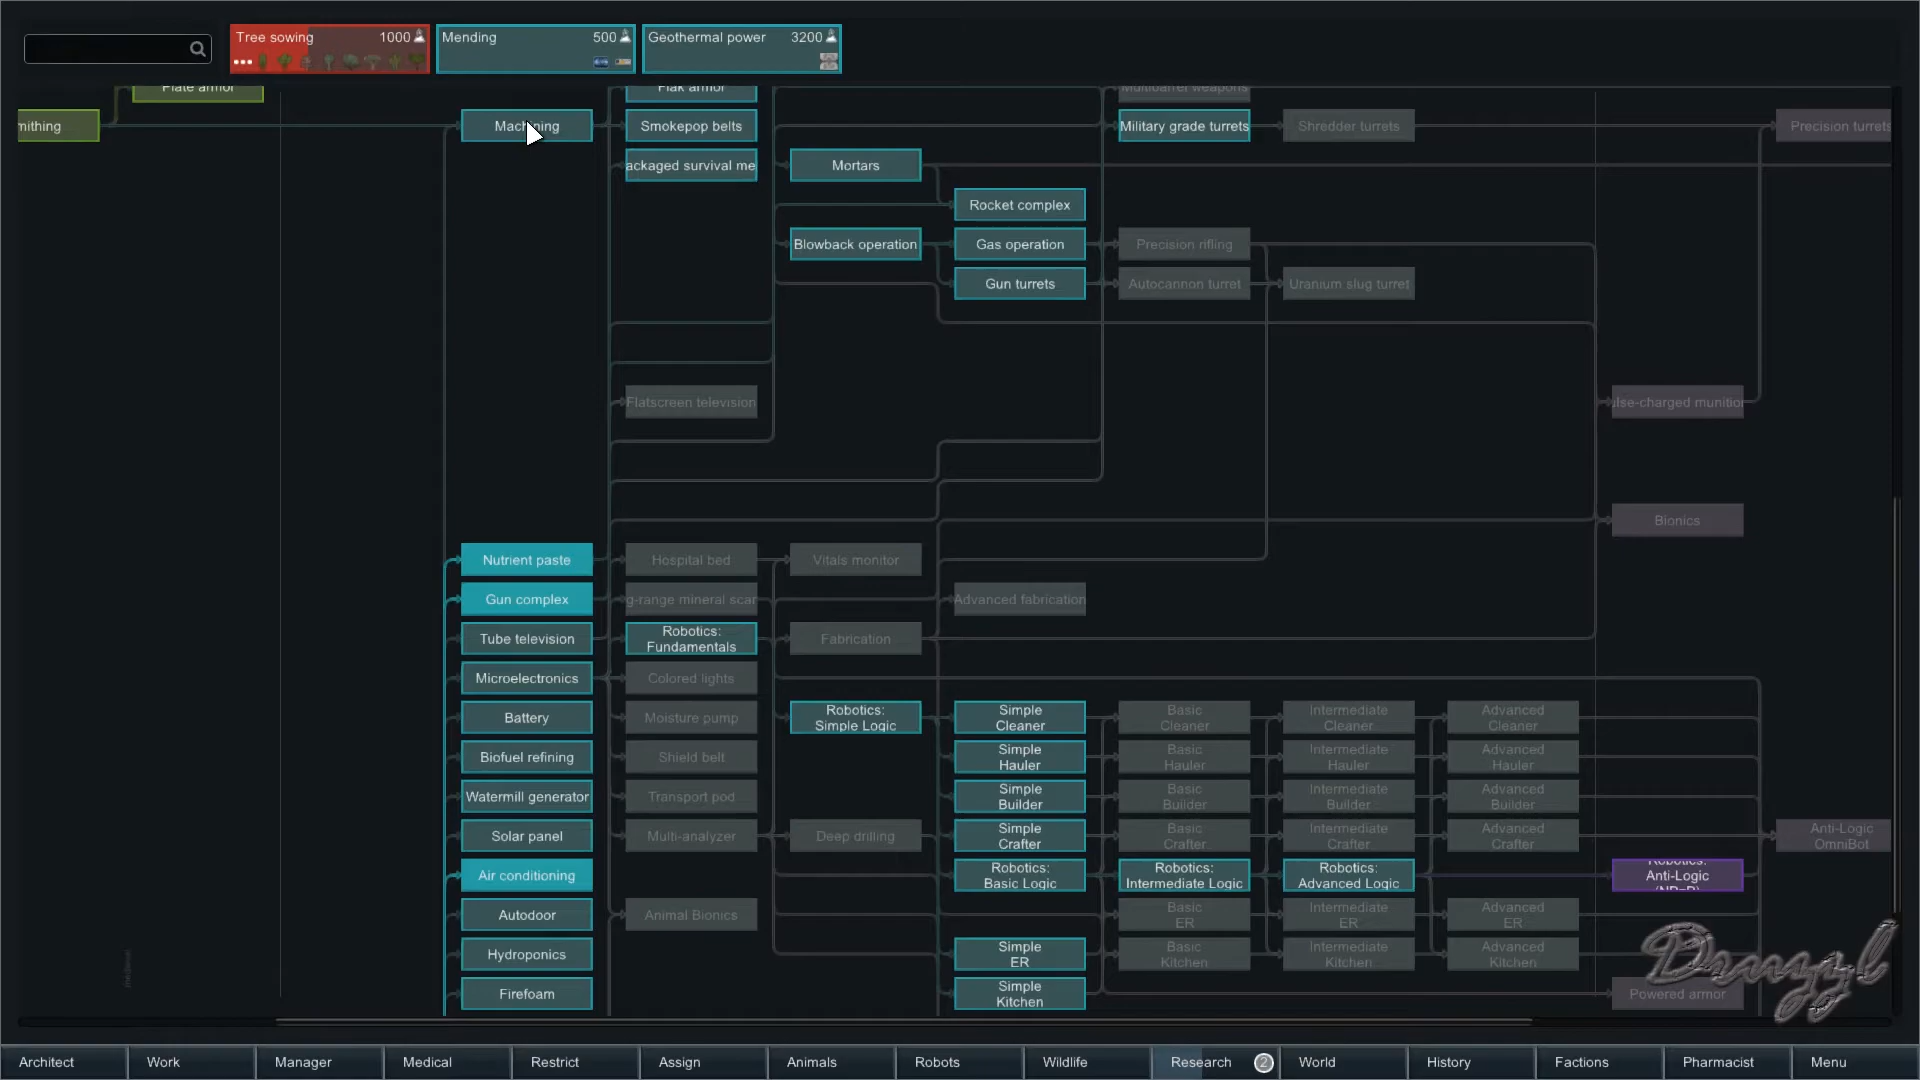 Tree sowing 1000
Mending 500
Geothermal power 3200
Plate armor
Flak armor
Multibarrel weapons
mithing
Machining
Smokepop belts
Military grade turrets
Shredder turrets
Precision turrets
ackaged survival me
Mortars
Rocket complex
Blowback operation
Gas operation
Precision rifling
Gun turrets
Autocannon turret
Uranium slug turret
Flatscreen television
lse-charged munition
Bionics
Nutrient paste
Hospital bed
Vitals monitor
Gun complex
g-range mineral scan
Advanced fabrication
Tube television
Robotics:
Fundamentals
Fabrication
Microelectronics
Colored lights
Battery
Moisture pump
Robotics:
Simple Logic
Simple
Cleaner
Basic
Cleaner
Intermediate
Cleaner
Advanced
Cleaner
Biofuel refining
Shield belt
Simple
Hauler
Basic
Hauler
Intermediate
Hauler
Advanced
Hauler
Watermill generator
Transport pod
Simple
Builder
Basic
Builder
Intermediate
Builder
Advanced
Builder
Solar panel
Multi-analyzer
Deep drilling
Simple
Crafter
Basic
Crafter
Intermediate
Crafter
Advanced
Crafter
Anti-Logic
OmniBot
Air conditioning
Robotics:
Basic Logic
Robotics:
Intermediate Logic
Robotics:
Advanced Logic
Robotics:
Anti-Logic
(NP=P)
Autodoor
Animal Bionics
Basic
ER
Intermediate
ER
Advanced
ER
Hydroponics
Simple
ER
Basic
Kitchen
Intermediate
Kitchen
Advanced
Kitchen
Firefoam
Simple
Kitchen
Powered armor
Architect Work Manager Medical Restrict Assign Animals Robots Wildlife Research 2 World History Factions Pharmacist Menu